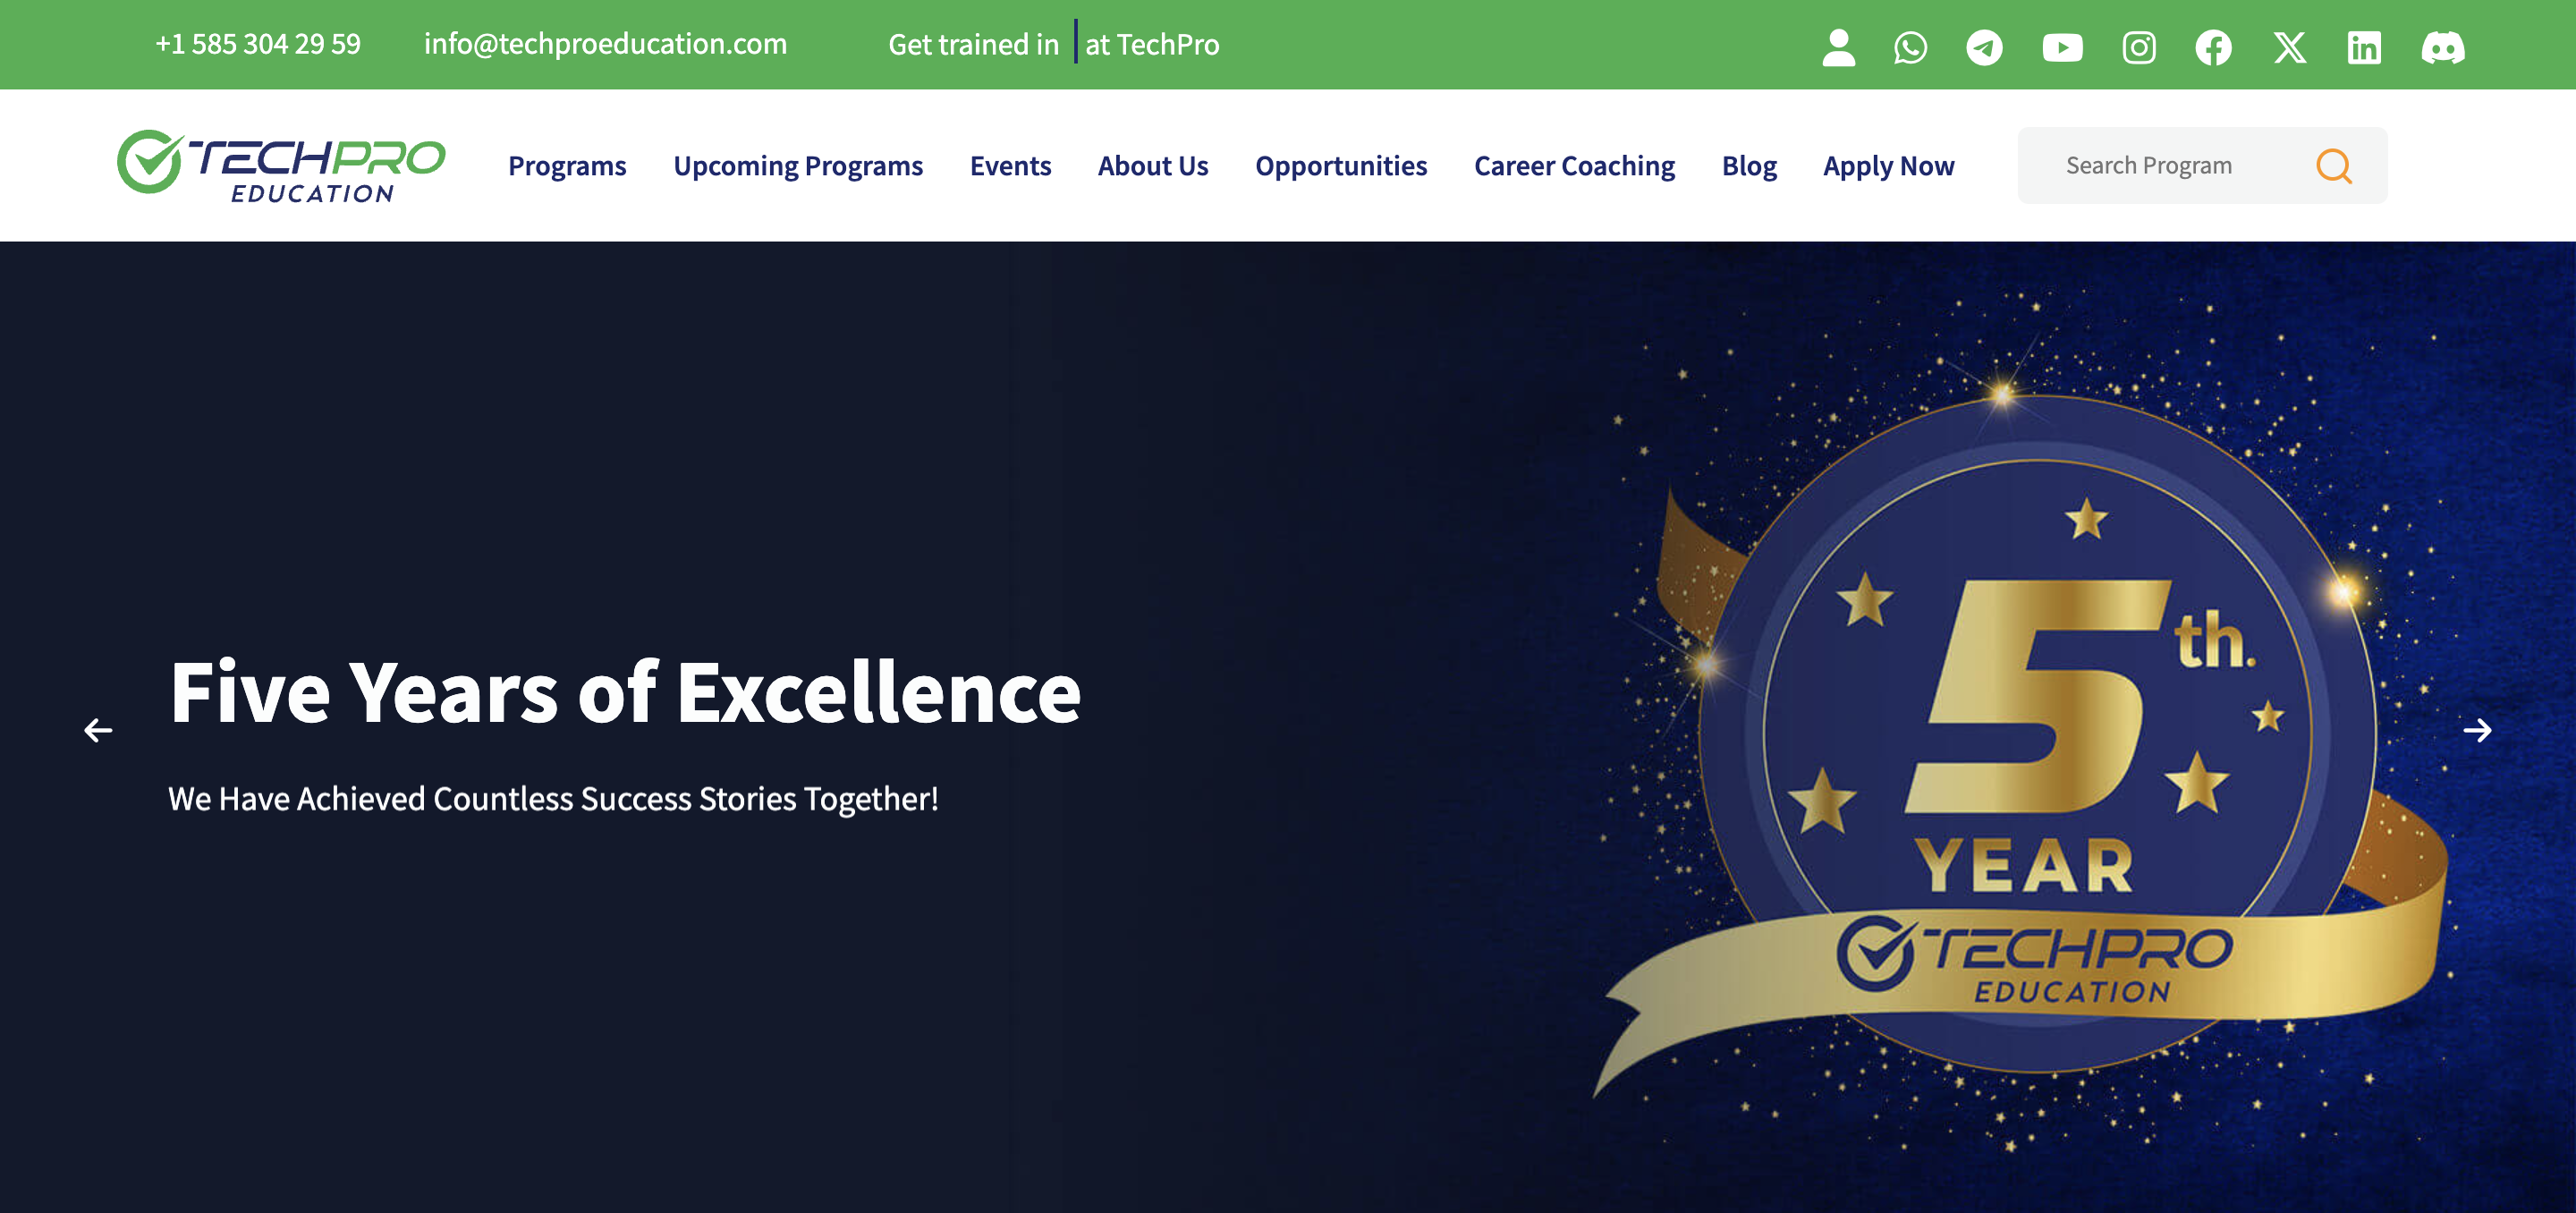 +1 585 304 29 59 info@techproeducation.com Get trained in at TechPro
TECHPRO
EDUCATION
Programs Upcoming Programs Events About Us Opportunities Career Coaching Blog Apply Now Search Program
Five Years of Excellence
We Have Achieved Countless Success Stories Together!
5th.
YEAR
TECHPRO
EDUCATION